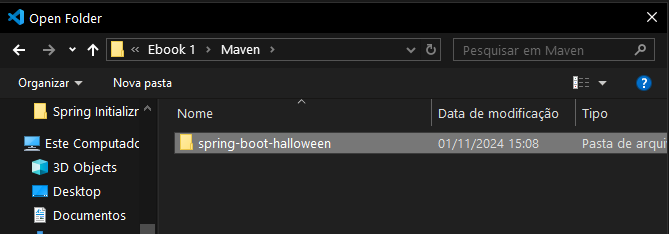 Open Folder
« Ebook 1 > Maven >
Pesquisar em Maven
Organizar Nova pasta
Spring Initializr
Este Computado
3D Objects
Desktop
Documentos
Nome Data de modificação Tipo
spring-boot-halloween 01/11/2024 15:08 Pasta de arqui